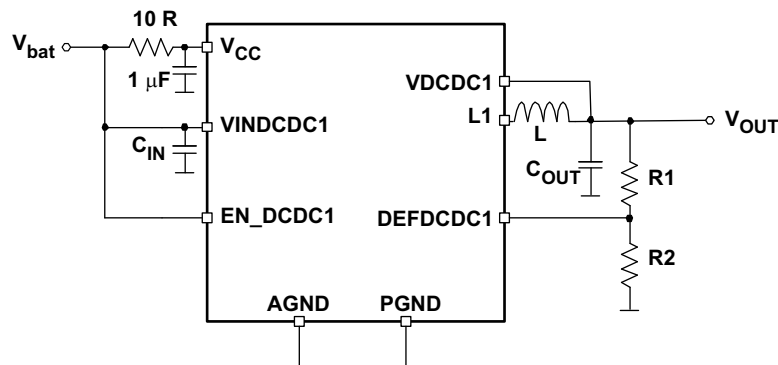 10 R
V_bat
V_CC
1 μF
VDCDC1
L1
V_OUT
VINDCDC1
L
C_IN
C_OUT
R1
EN_DCDC1
DEFDCDC1
R2
AGND
PGND